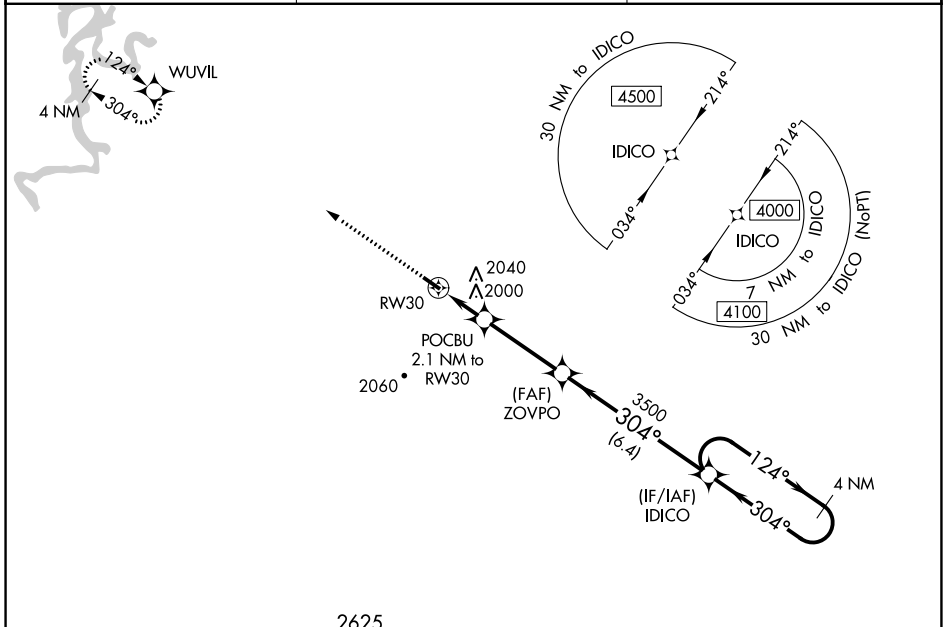 124°
WUVIL
4 NM
304°
30 NM to IDICO
4500
214°
IDICO
034°
214°
4000
IDICO
034°
7 NM to IDICO
4100
30 NM to IDICO (NoPT)
2040
2000
RW30
POCBU
2.1 NM to
RW30
2060
(FAF)
ZOVPO
3500
304°
(6.4)
124°
4 NM
(IF/IAF)
IDICO
304°
2625